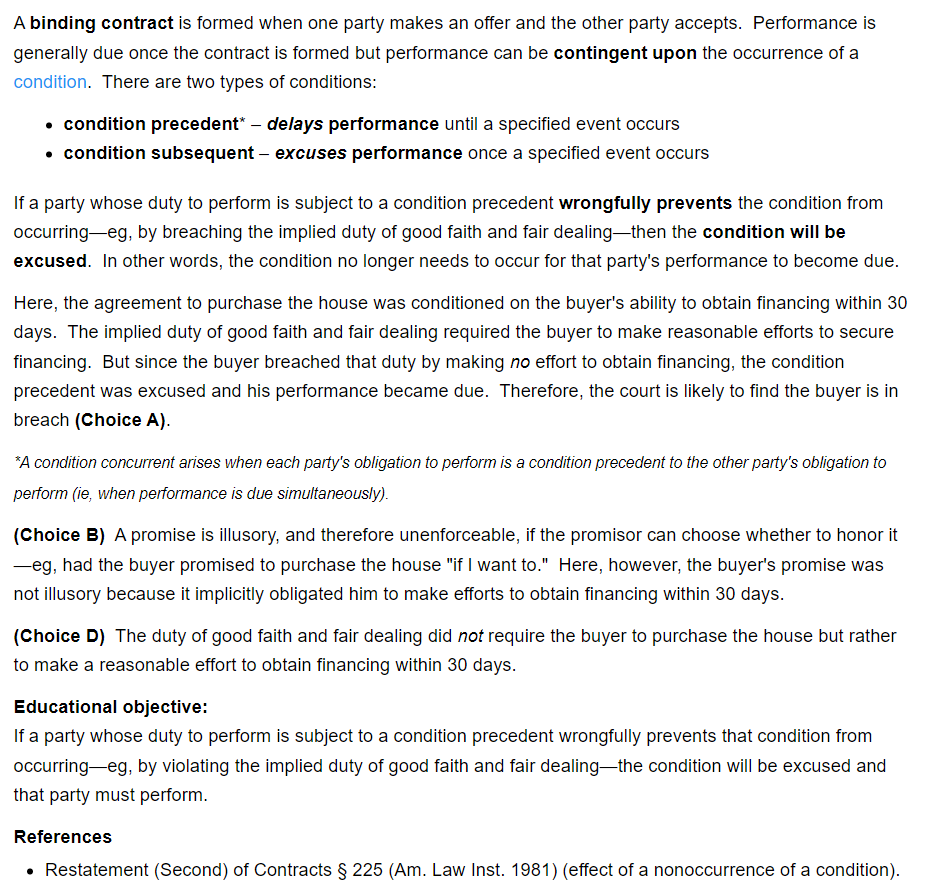 A binding contract is formed when one party makes an offer and the other party accepts.  Performance is
generally due once the contract is formed but performance can be contingent upon the occurrence of a
condition.  There are two types of conditions:
• condition precedent* – delays performance until a specified event occurs
• condition subsequent – excuses performance once a specified event occurs
If a party whose duty to perform is subject to a condition precedent wrongfully prevents the condition from
occurring—eg, by breaching the implied duty of good faith and fair dealing—then the condition will be
excused.  In other words, the condition no longer needs to occur for that party's performance to become due.
Here, the agreement to purchase the house was conditioned on the buyer's ability to obtain financing within 30
days.  The implied duty of good faith and fair dealing required the buyer to make reasonable efforts to secure
financing.  But since the buyer breached that duty by making no effort to obtain financing, the condition
precedent was excused and his performance became due.  Therefore, the court is likely to find the buyer is in
breach (Choice A).
*A condition concurrent arises when each party's obligation to perform is a condition precedent to the other party's obligation to
perform (ie, when performance is due simultaneously).
(Choice B)  A promise is illusory, and therefore unenforceable, if the promisor can choose whether to honor it
—eg, had the buyer promised to purchase the house "if I want to."  Here, however, the buyer's promise was
not illusory because it implicitly obligated him to make efforts to obtain financing within 30 days.
(Choice D)  The duty of good faith and fair dealing did not require the buyer to purchase the house but rather
to make a reasonable effort to obtain financing within 30 days.
Educational objective:
If a party whose duty to perform is subject to a condition precedent wrongfully prevents that condition from
occurring—eg, by violating the implied duty of good faith and fair dealing—the condition will be excused and
that party must perform.
References
• Restatement (Second) of Contracts § 225 (Am. Law Inst. 1981) (effect of a nonoccurrence of a condition).